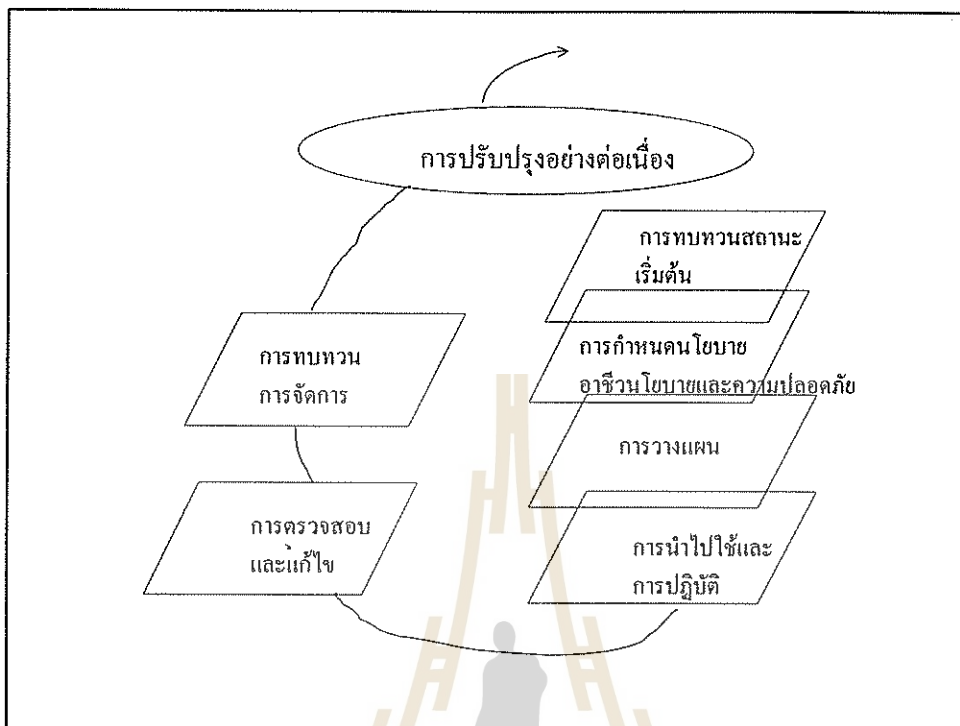 การปรับปรุงอย่างต่อเนื่อง
การทบทวนสถานะ
เริ่มต้น
การกำหนดนโยบาย
อาชีวนโยบายและความปลอดภัย
การวางแผน
การนำไปใช้และ
การปฏิบัติ
การทบทวน
การจัดการ
การตรวจสอบ
และแก้ไข